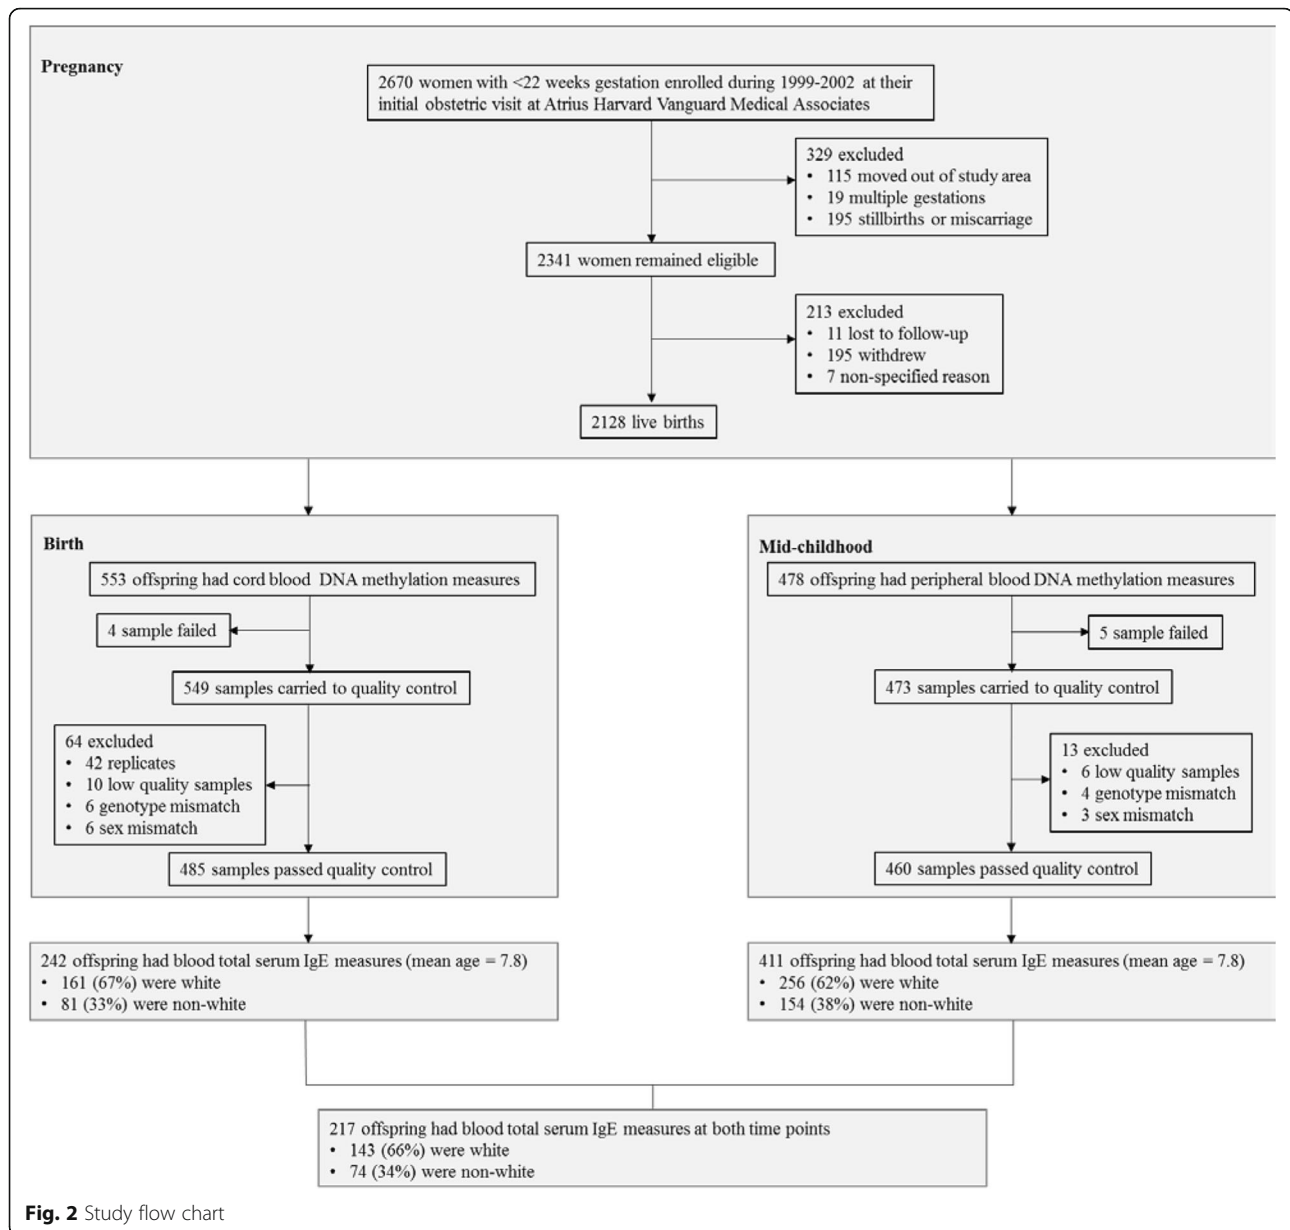 Pregnancy
2670 women with <22 weeks gestation enrolled during 1999-2002 at their
initial obstetric visit at Atrius Harvard Vanguard Medical Associates
329 excluded
• 115 moved out of study area
• 19 multiple gestations
• 195 stillbirths or miscarriage
2341 women remained eligible
213 excluded
• 11 lost to follow-up
• 195 withdrew
• 7 non-specified reason
2128 live births
Birth
553 offspring had cord blood DNA methylation measures
4 sample failed
549 samples carried to quality control
64 excluded
• 42 replicates
• 10 low quality samples
• 6 genotype mismatch
• 6 sex mismatch
485 samples passed quality control
Mid-childhood
478 offspring had peripheral blood DNA methylation measures
5 sample failed
473 samples carried to quality control
13 excluded
• 6 low quality samples
• 4 genotype mismatch
• 3 sex mismatch
460 samples passed quality control
242 offspring had blood total serum IgE measures (mean age = 7.8)
• 161 (67%) were white
• 81 (33%) were non-white
411 offspring had blood total serum IgE measures (mean age = 7.8)
• 256 (62%) were white
• 154 (38%) were non-white
217 offspring had blood total serum IgE measures at both time points
• 143 (66%) were white
• 74 (34%) were non-white
Fig. 2 Study flow chart